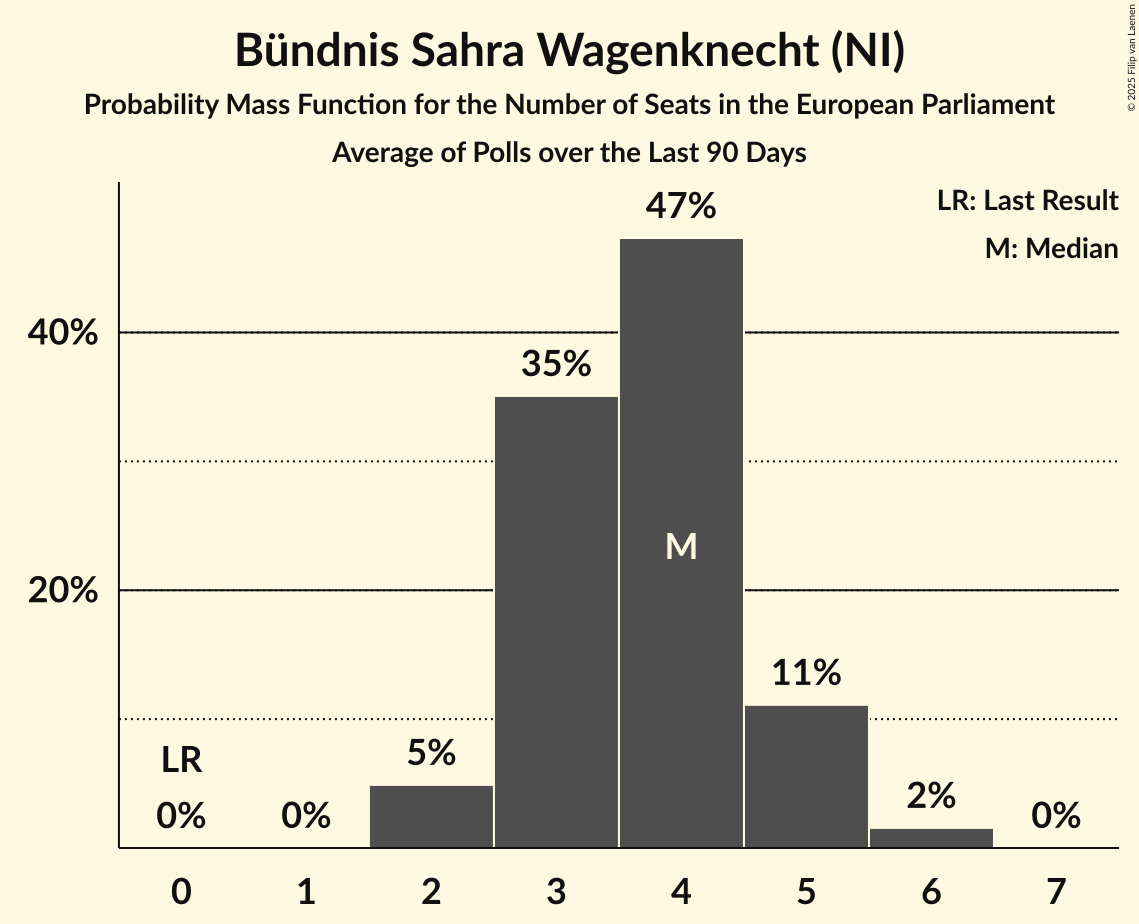 Bündnis Sahra Wagenknecht (NI)
Probability Mass Function for the Number of Seats in the European Parliament
Average of Polls over the Last 90 Days
© 2025 Filip van Laenen
LR: Last Result
M: Median
47%
40%
35%
M
20%
11%
LR
5%
2%
0%
0%
0%
0 1 2 3 4 5 6 7